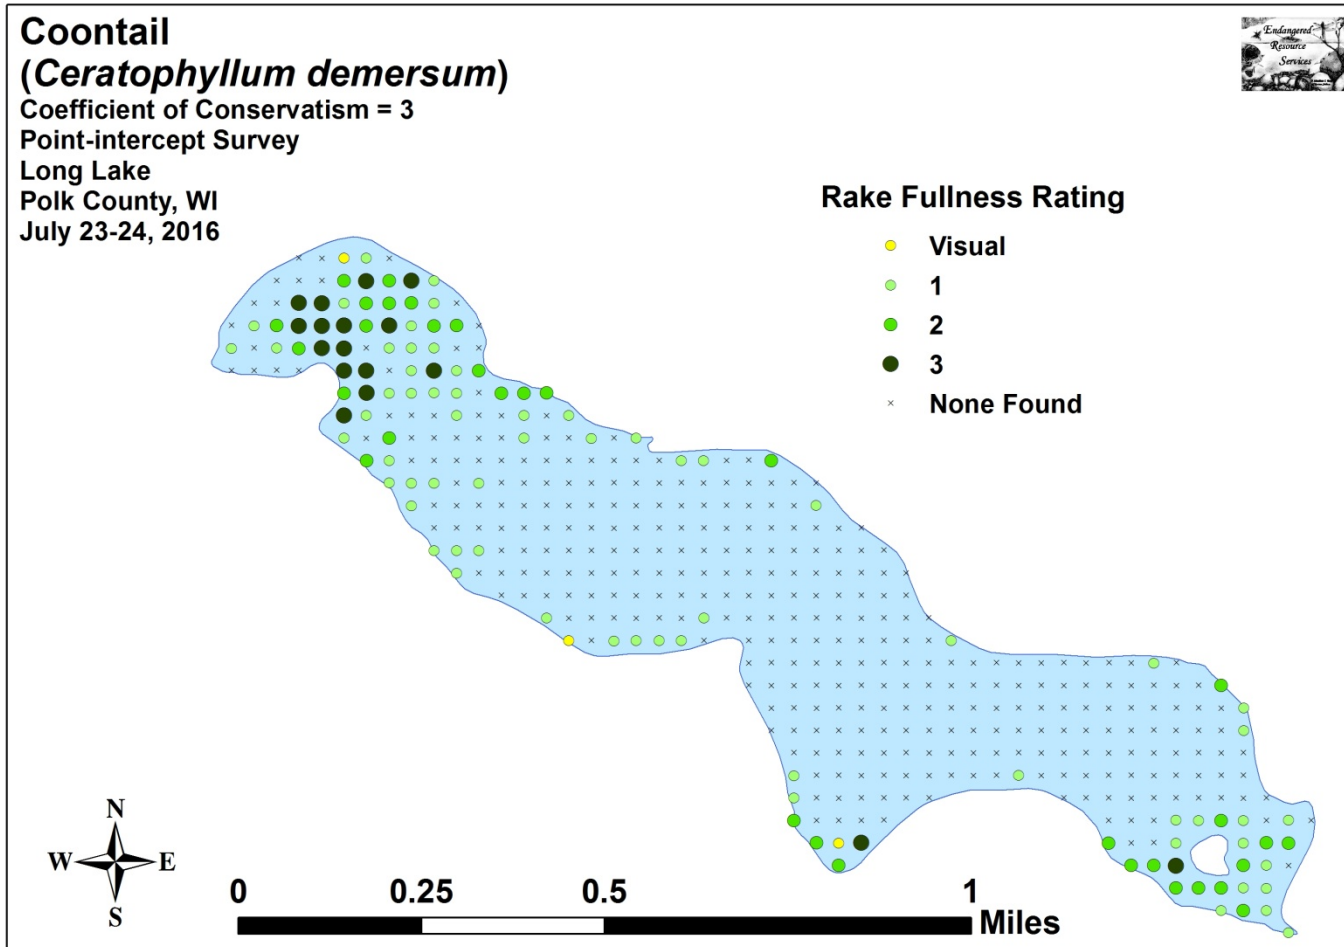 Coontail
(Ceratophyllum demersum)
Coefficient of Conservatism = 3
Point-intercept Survey
Long Lake
Polk County, WI
July 23-24, 2016
Endangered
Resource
Services
Rake Fullness Rating
Visual
1
2
3
None Found
N
W E
S
0 0.25 0.5 1
Miles